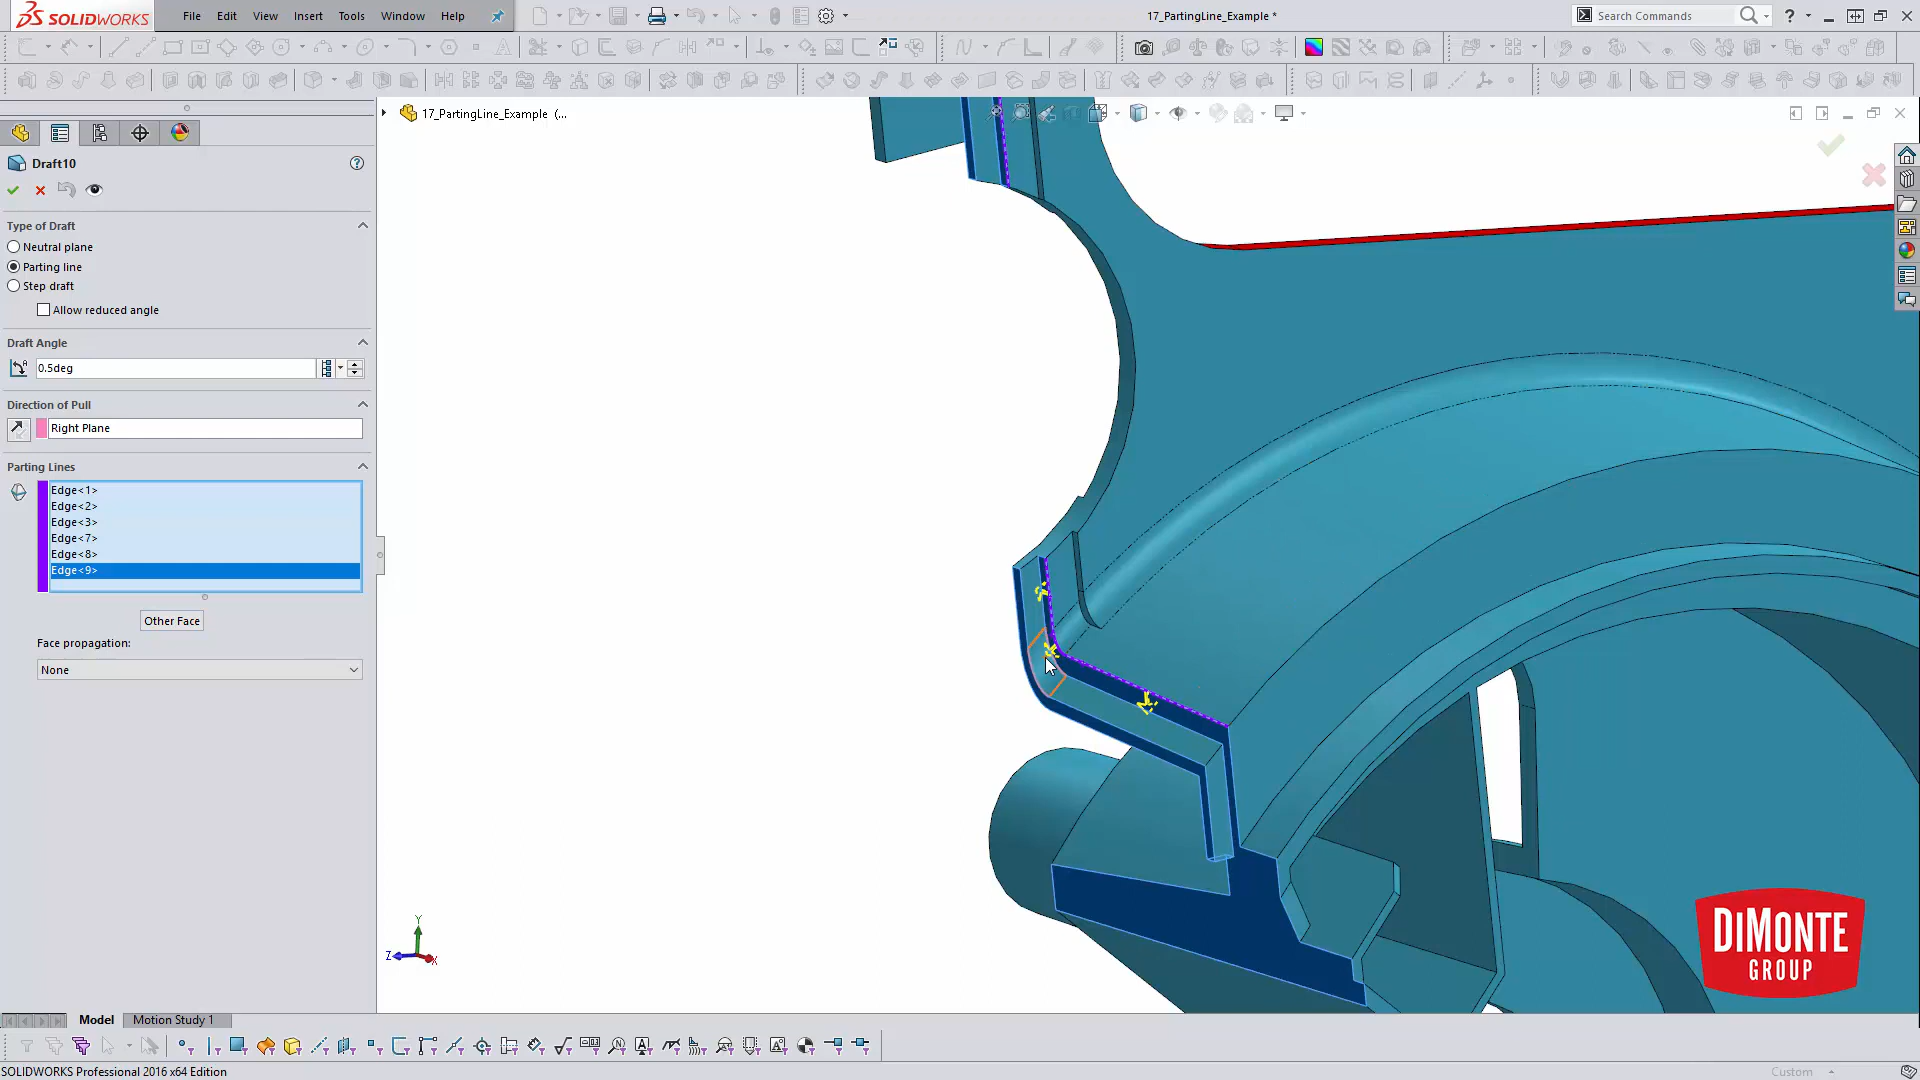 SOLIDWORKS File Edit View Insert Tools Window Help 17_PartingLine_Example * Search Commands
17_PartingLine_Example (...
Draft10
Type of Draft
Neutral plane
Parting line
Step draft
Allow reduced angle
Draft Angle
0.5deg
Direction of Pull
Right Plane
Parting Lines
Edge<1>
Edge<2>
Edge<3>
Edge<7>
Edge<8>
Edge<9>
Other Face
Face propagation:
None
Y
Z X
DIMONTE
GROUP
Model Motion Study 1
SOLIDWORKS Professional 2016 x64 Edition Custom